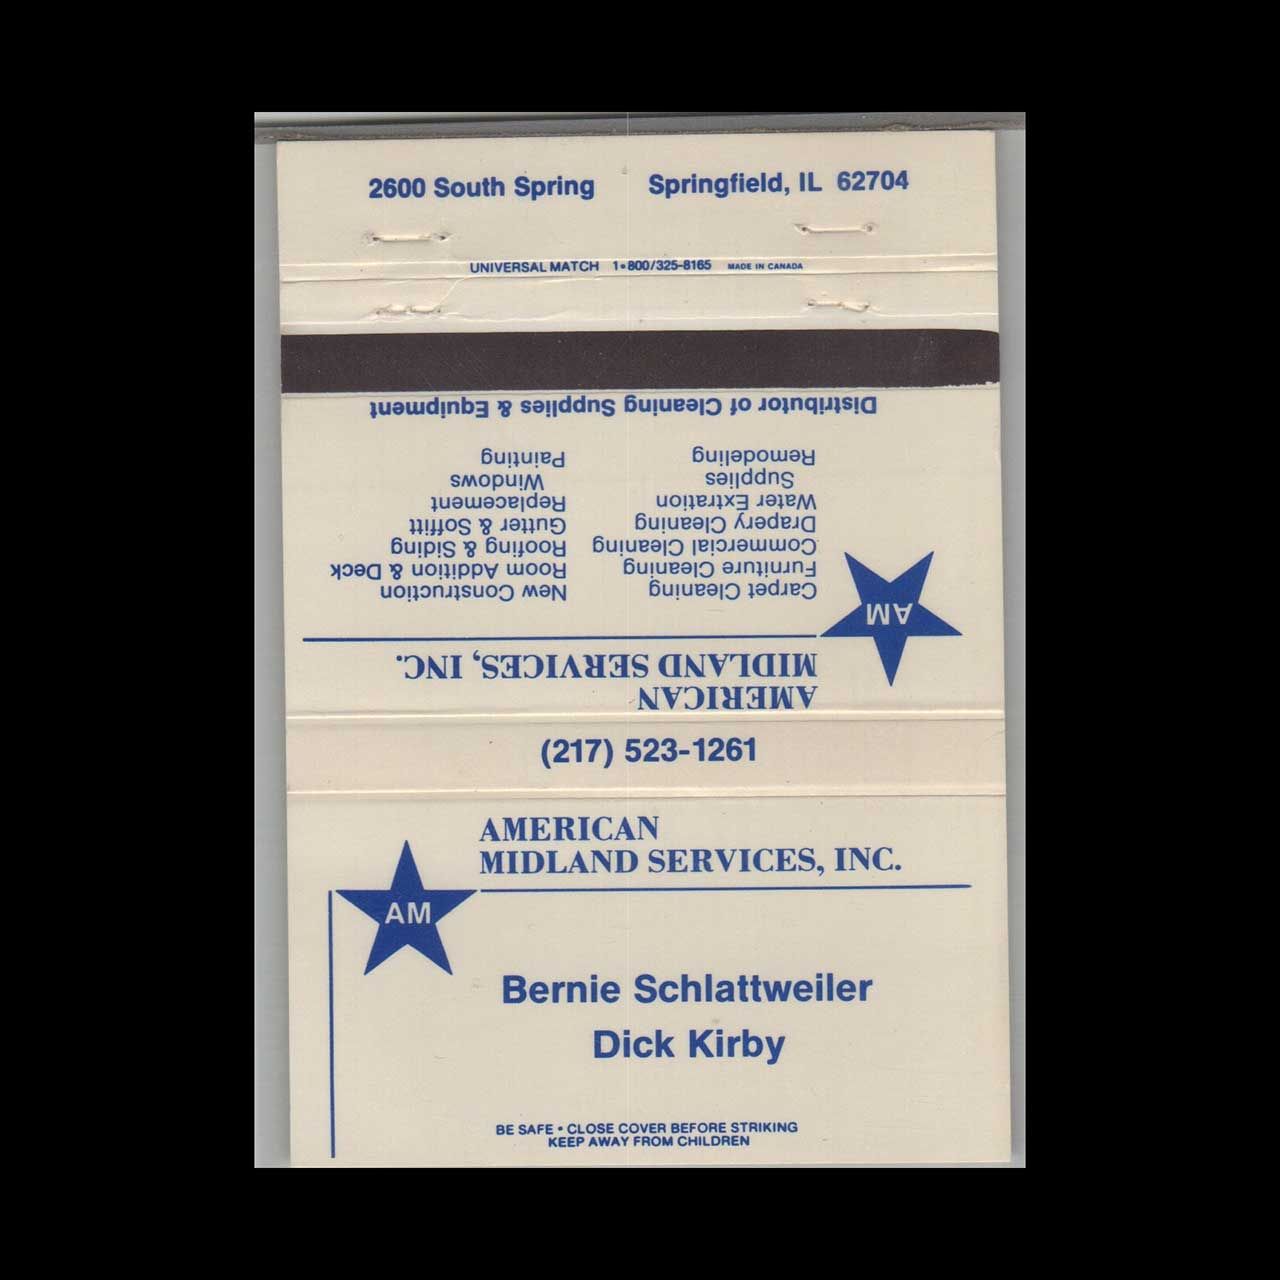 2600 South Spring Springfield, IL 62704
UNIVERSAL MATCH 1•800/325-8165 MADE IN CANADA
AMERICAN
MIDLAND SERVICES, INC.
AM
Carpet Cleaning New Construction
Furniture Cleaning Room Addition & Deck
Commercial Cleaning Roofing & Siding
Drapery Cleaning Gutter & Soffitt
Water Extration Replacement
Supplies Windows
Remodeling Painting
Distributor of Cleaning Supplies & Equipment
(217) 523-1261
AMERICAN
MIDLAND SERVICES, INC.
AM
Bernie Schlattweiler
Dick Kirby
BE SAFE • CLOSE COVER BEFORE STRIKING
KEEP AWAY FROM CHILDREN